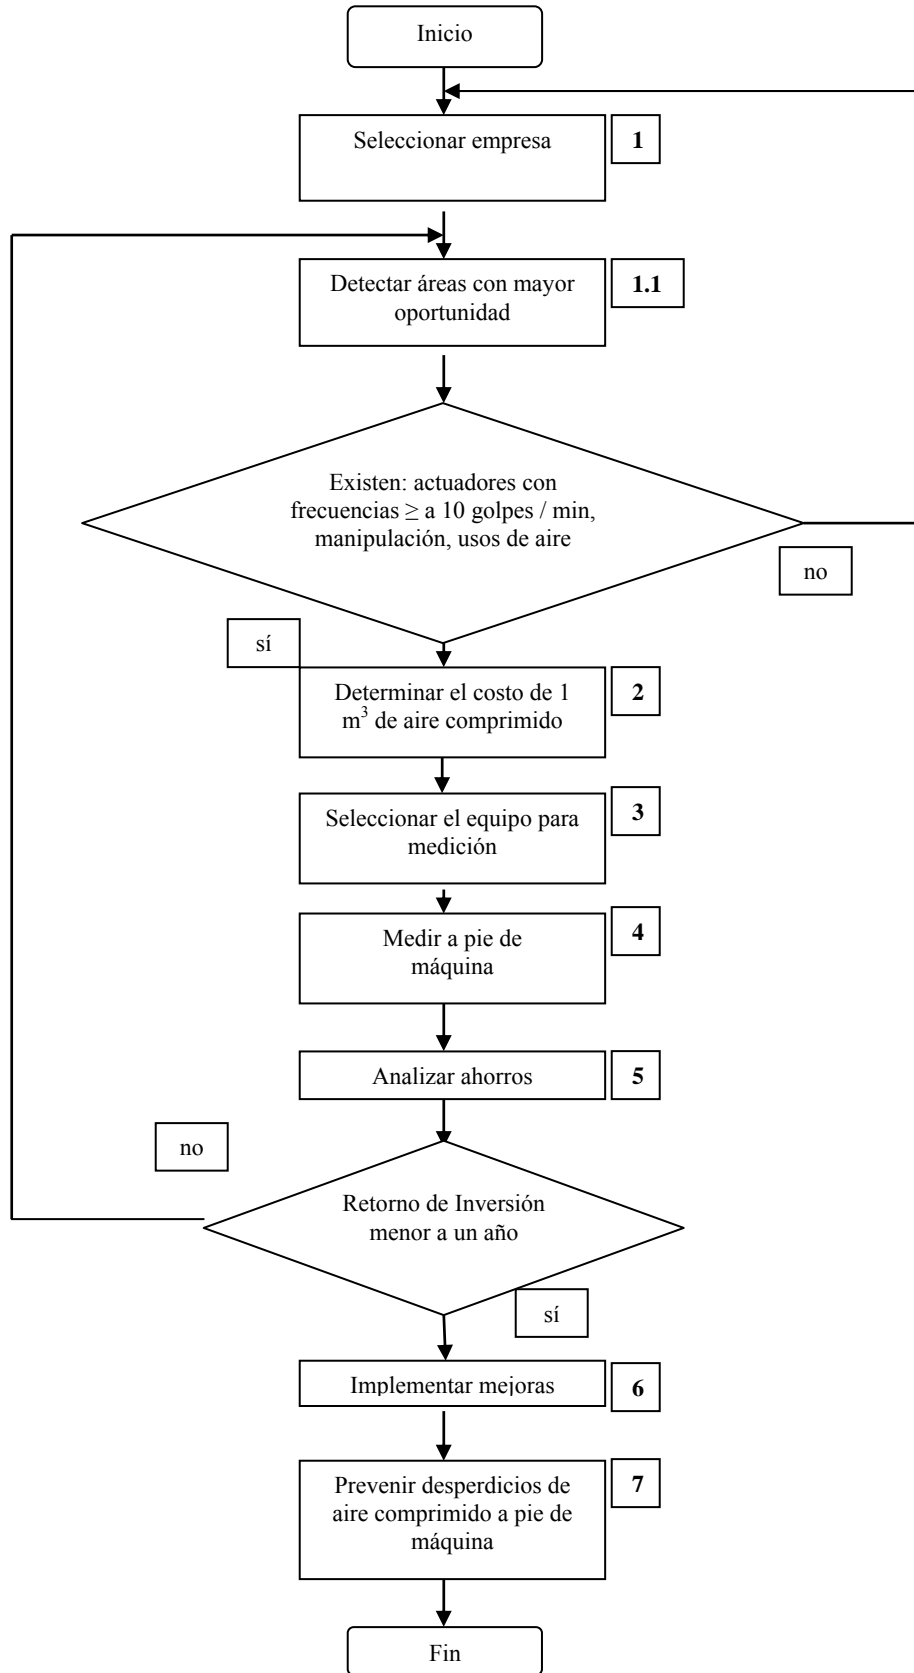 Inicio
Seleccionar empresa
1
Detectar áreas con mayor
oportunidad
1.1
Existen: actuadores con
frecuencias ≥ a 10 golpes / min,
manipulación, usos de aire
no
sí
Determinar el costo de 1
m³ de aire comprimido
2
Seleccionar el equipo para
medición
3
Medir a pie de
máquina
4
Analizar ahorros
5
no
Retorno de Inversión
menor a un año
sí
Implementar mejoras
6
Prevenir desperdicios de
aire comprimido a pie de
máquina
7
Fin